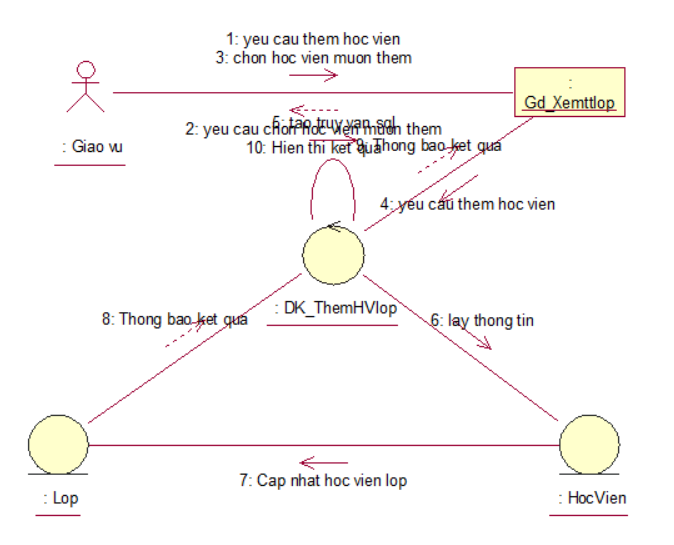 1: yeu cau them hoc vien
3: chon hoc vien muon them
:
Gd_Xemttlop
5: tao truy van sql
2: yeu cau chon hoc vien muon them
10: Hien thi ket qua
9: Thong bao ket qua
: Giao vu
4: yeu cau them hoc vien
: DK_ThemHVlop
8: Thong bao ket qua
6: lay thong tin
7: Cap nhat hoc vien lop
: Lop
: HocVien